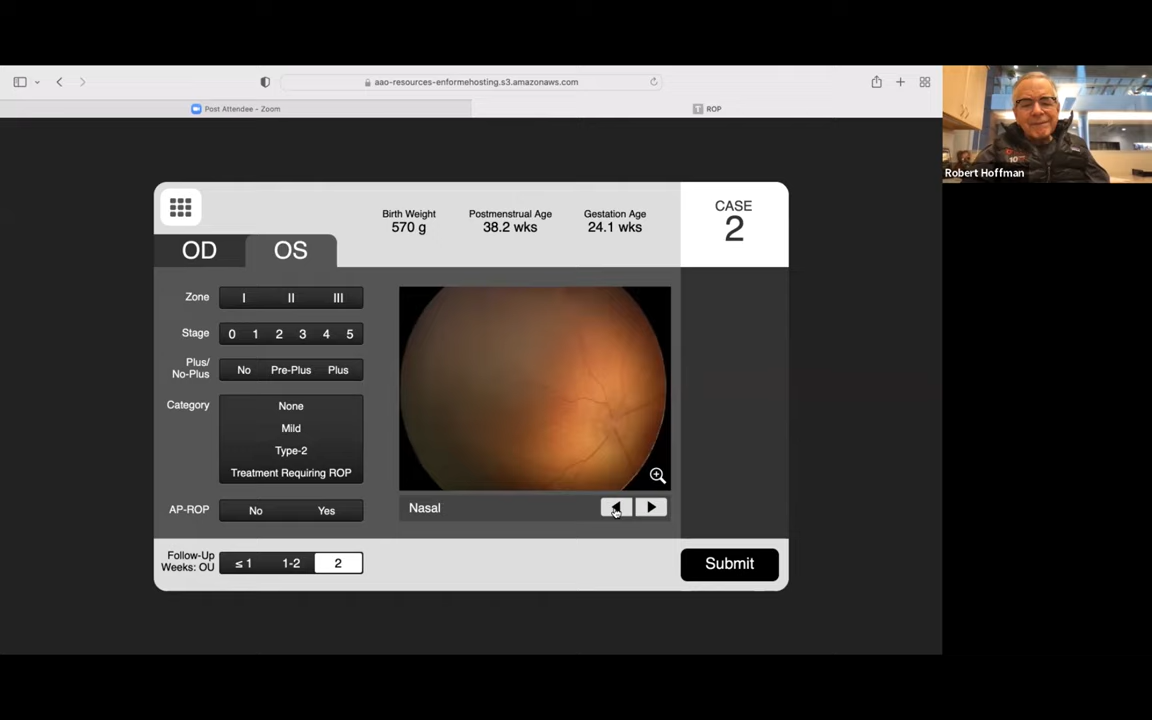 aao-resources-enformehosting.s3.amazonaws.com
Post Attendee - Zoom
T ROP
Robert Hoffman
Birth Weight
570 g
Postmenstrual Age
38.2 wks
Gestation Age
24.1 wks
CASE
2
OD OS
Zone I II III
Stage 0 1 2 3 4 5
Plus/
No-Plus
No Pre-Plus Plus
Category
None
Mild
Type-2
Treatment Requiring ROP
AP-ROP No Yes
Nasal
Follow-Up
Weeks: OU
≤ 1 1-2 2
Submit